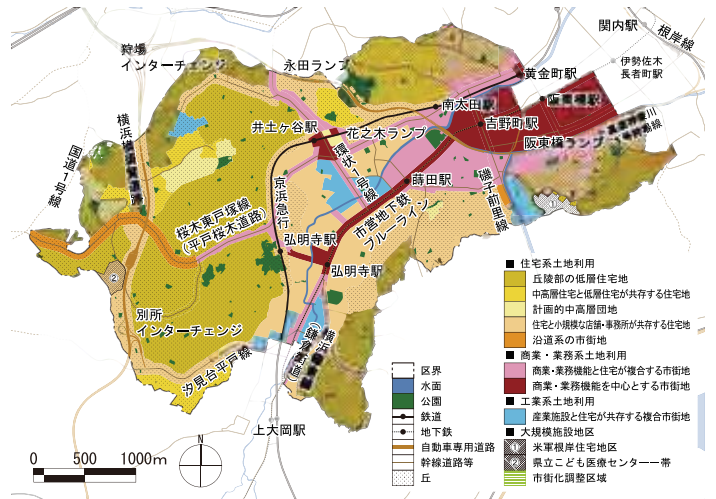 関内駅
根岸線
狩場
インターチェンジ
永田ランプ
伊勢佐木
長者町駅
黄金町駅
南太田駅
阪東橋駅
横浜
国道1号線
井土ヶ谷駅
花之木ランプ
吉野町駅
阪東橋ランプ
環状1号線
京浜急行
蒔田駅
磯子前里線
①
桜木東戸塚線
(平戸桜木道路)
市営地下鉄
ブルーライン
弘明寺駅
弘明寺駅
②
別所
インターチェンジ
汐見台平戸線
横浜
(鎌倉街道)
上大岡駅
N
0 500 1000m
区界
水面
公園
鉄道
地下鉄
自動車専用道路
幹線道路等
丘
■ 住宅系土地利用
丘陵部の低層住宅地
中高層住宅と低層住宅が共存する住宅地
計画的中高層団地
住宅と小規模な店舗・事務所が共存する住宅地
沿道系の市街地
■ 商業・業務系土地利用
商業・業務機能と住宅が複合する市街地
商業・業務機能を中心とする市街地
■ 工業系土地利用
産業施設と住宅が共存する複合市街地
■ 大規模施設地区
① 米軍根岸住宅地区
② 県立こども医療センター一帯
市街化調整区域